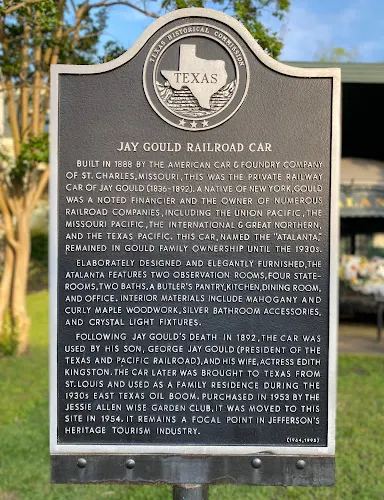 TEXAS HISTORICAL COMMISSION
TEXAS
JAY GOULD RAILROAD CAR
BUILT IN 1888 BY THE AMERICAN CAR & FOUNDRY COMPANY
OF ST. CHARLES, MISSOURI, THIS WAS THE PRIVATE RAILWAY
CAR OF JAY GOULD (1836-1892). A NATIVE OF NEW YORK, GOULD
WAS A NOTED FINANCIER AND THE OWNER OF NUMEROUS
RAILROAD COMPANIES, INCLUDING THE UNION PACIFIC, THE
MISSOURI PACIFIC, THE INTERNATIONAL & GREAT NORTHERN,
AND THE TEXAS PACIFIC. THIS CAR, NAMED THE "ATALANTA,"
REMAINED IN GOULD FAMILY OWNERSHIP UNTIL THE 1930s.
ELABORATELY DESIGNED AND ELEGANTLY FURNISHED, THE
ATALANTA FEATURES TWO OBSERVATION ROOMS, FOUR STATE-
ROOMS, TWO BATHS, A BUTLER'S PANTRY, KITCHEN, DINING ROOM,
AND OFFICE. INTERIOR MATERIALS INCLUDE MAHOGANY AND
CURLY MAPLE WOODWORK, SILVER BATHROOM ACCESSORIES,
AND CRYSTAL LIGHT FIXTURES.
FOLLOWING JAY GOULD'S DEATH IN 1892, THE CAR WAS
USED BY HIS SON, GEORGE JAY GOULD (PRESIDENT OF THE
TEXAS AND PACIFIC RAILROAD), AND HIS WIFE, ACTRESS EDITH
KINGSTON. THE CAR LATER WAS BROUGHT TO TEXAS FROM
ST. LOUIS AND USED AS A FAMILY RESIDENCE DURING THE
1930s EAST TEXAS OIL BOOM. PURCHASED IN 1953 BY THE
JESSIE ALLEN WISE GARDEN CLUB, IT WAS MOVED TO THIS
SITE IN 1954. IT REMAINS A FOCAL POINT IN JEFFERSON'S
HERITAGE TOURISM INDUSTRY.
(1964, 1995)